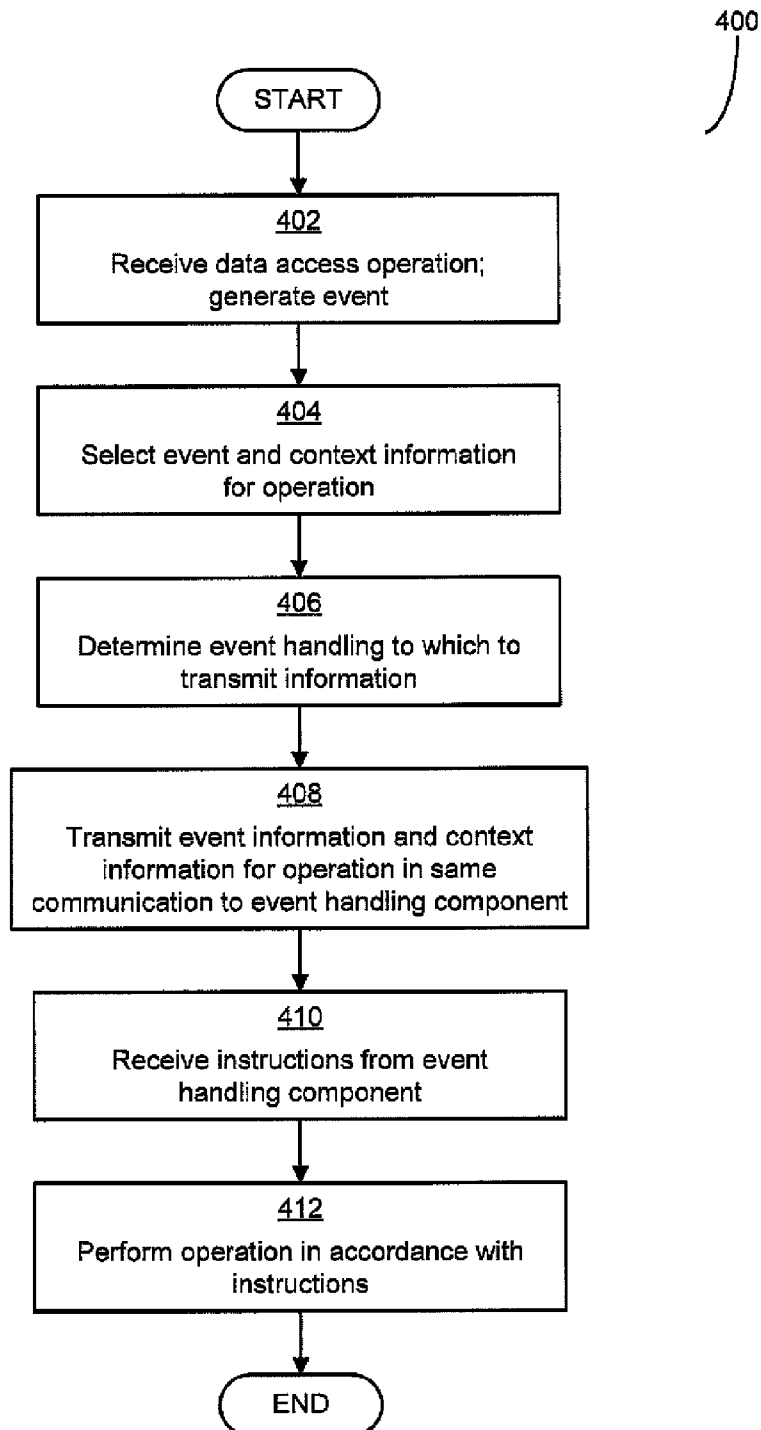 400
START
402
Receive data access operation;
generate event
404
Select event and context information
for operation
406
Determine event handling to which to
transmit information
408
Transmit event information and context
information for operation in same
communication to event handling component
410
Receive instructions from event
handling component
412
Perform operation in accordance with
instructions
END